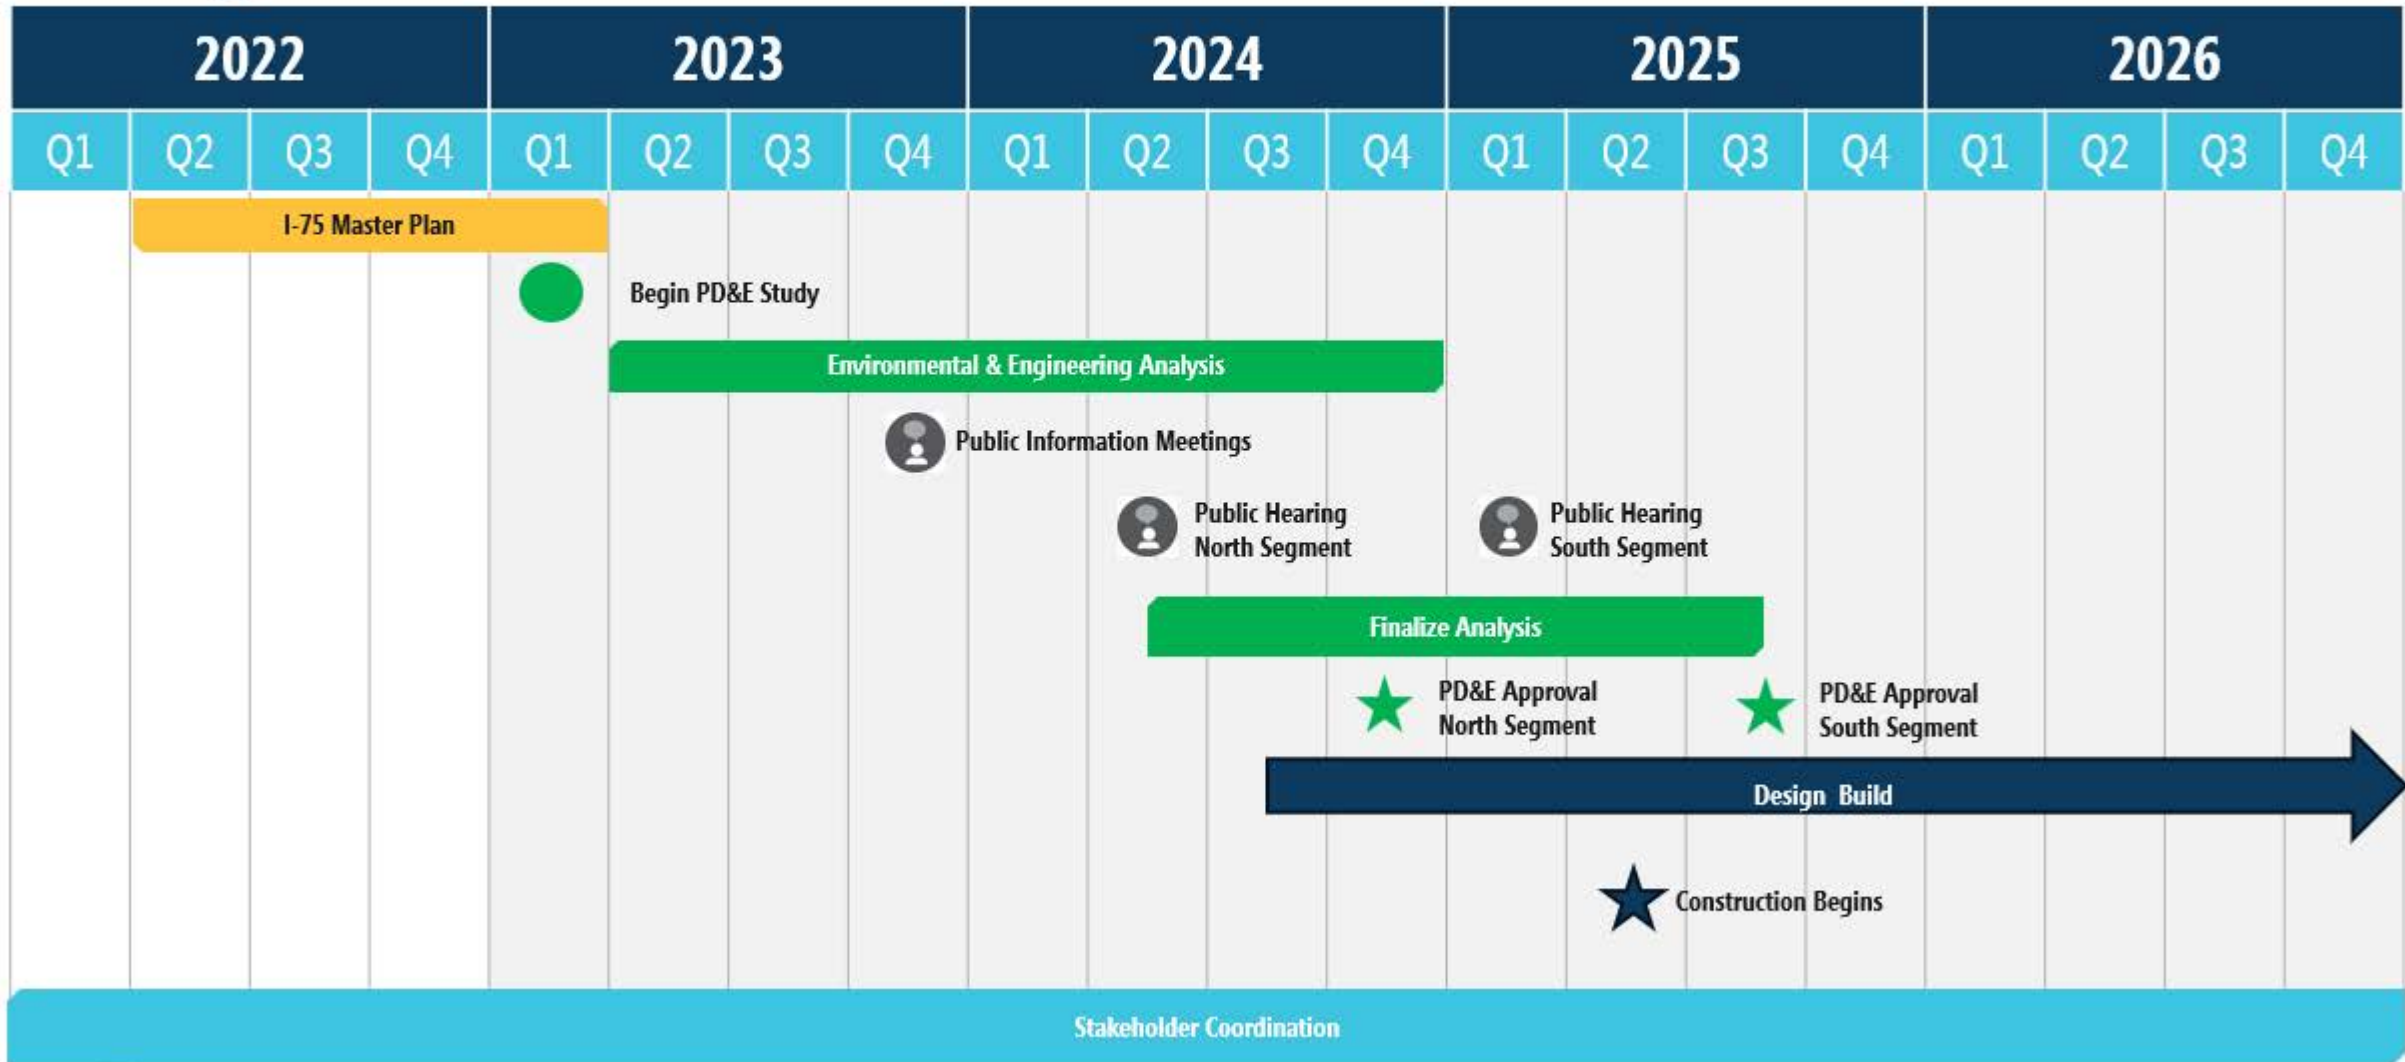 2022 2023 2024 2025 2026
Q1 Q2 Q3 Q4 Q1 Q2 Q3 Q4 Q1 Q2 Q3 Q4 Q1 Q2 Q3 Q4 Q1 Q2 Q3 Q4
I-75 Master Plan
Begin PD&E Study
Environmental & Engineering Analysis
Public Information Meetings
Public Hearing
North Segment
Public Hearing
South Segment
Finalize Analysis
PD&E Approval
North Segment
PD&E Approval
South Segment
Design Build
Construction Begins
Stakeholder Coordination